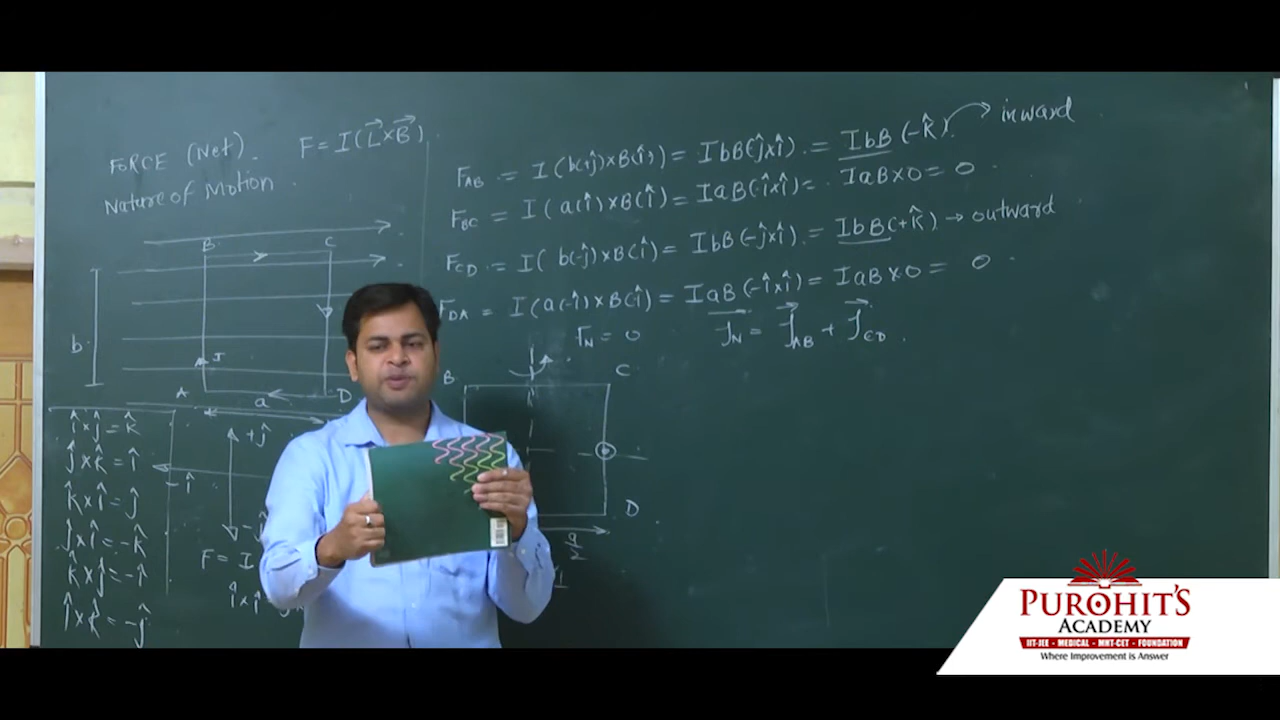 FORCE (Net).
F = I(L⃗×B⃗).
Nature of Motion
F_AB = I(b(+ĵ)×B(î)) = IbB(ĵ×î). = IbB(-k̂). → inward
F_BC = I(a(î)×B(î) = IaB(î×î) = IaB×0 = 0
F_CD = I(b(-ĵ)×B(î) = IbB(-ĵ×î) = IbB(+k̂) → outward
F_DA = I(a(-î)×B(î) = IaB(-î×î) = IaB×0 = 0
F_N = 0
τ⃗_N = τ⃗_AB + τ⃗_CD.
B C
b
I
A a D
B C
D
î×ĵ = k̂
ĵ×k̂ = î
k̂×î = ĵ
ĵ×î = -k̂
k̂×ĵ = -î
î×k̂ = -ĵ
+ĵ
-î
-ĵ
F = I
a/2
PUROHIT'S
ACADEMY
IIT-JEE - MEDICAL - MHT-CET - FOUNDATION
Where Improvement is Answer